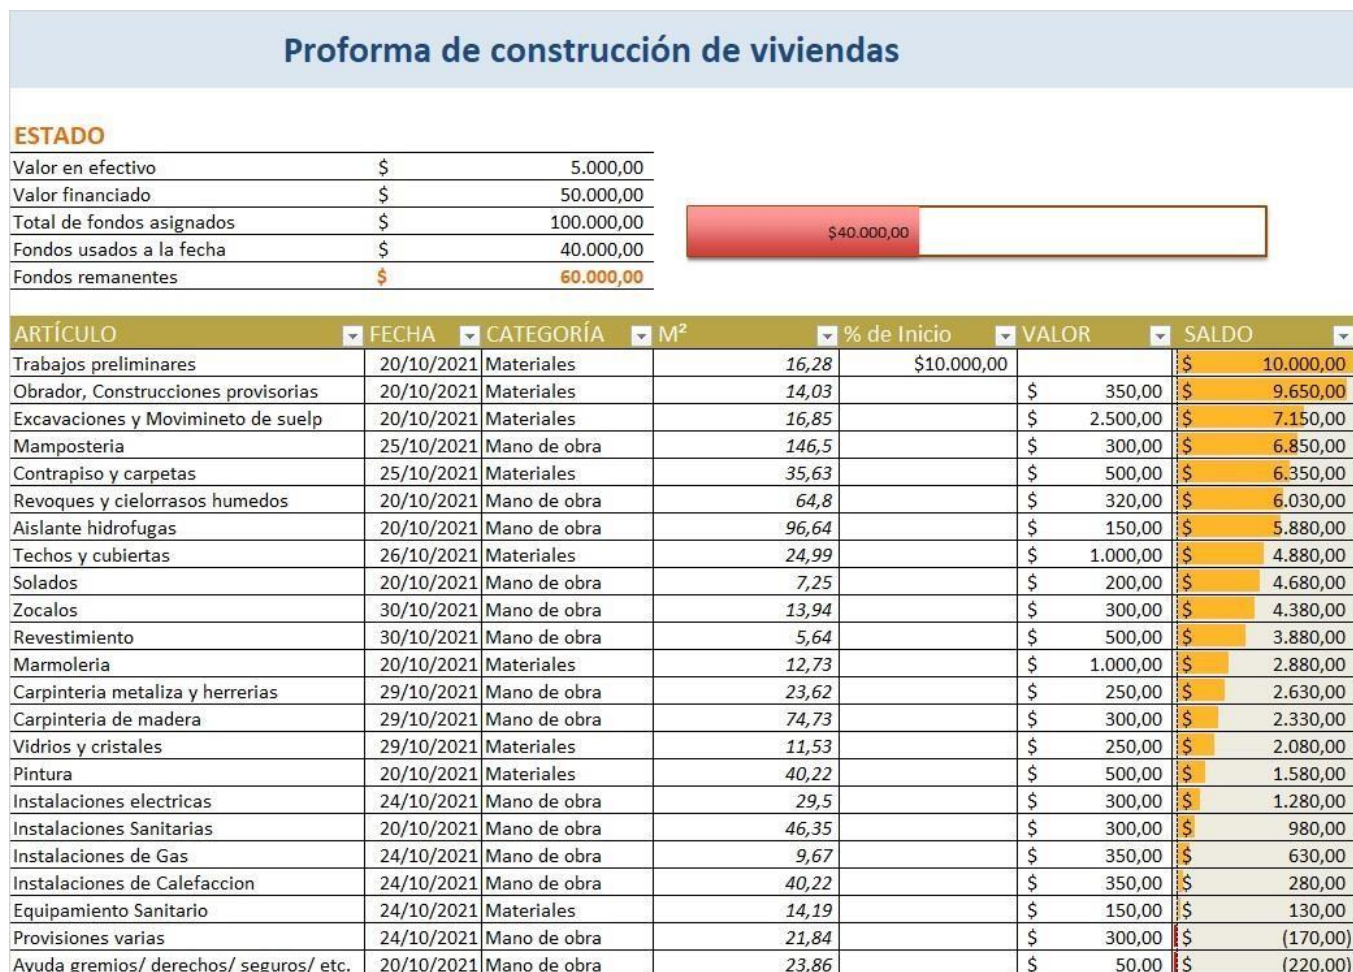 Proforma de construcción de viviendas
ESTADO
Valor en efectivo $ 5.000,00
Valor financiado $ 50.000,00
Total de fondos asignados $ 100.000,00
Fondos usados a la fecha $ 40.000,00
Fondos remanentes $ 60.000,00
$40.000,00
ARTÍCULO FECHA CATEGORÍA M² % de Inicio VALOR SALDO
Trabajos preliminares 20/10/2021 Materiales 16,28 $10.000,00 $ 10.000,00
Obrador, Construcciones provisorias 20/10/2021 Materiales 14,03 $ 350,00 $ 9.650,00
Excavaciones y Movimineto de suelp 20/10/2021 Materiales 16,85 $ 2.500,00 $ 7.150,00
Mamposteria 25/10/2021 Mano de obra 146,5 $ 300,00 $ 6.850,00
Contrapiso y carpetas 25/10/2021 Materiales 35,63 $ 500,00 $ 6.350,00
Revoques y cielorrasos humedos 20/10/2021 Mano de obra 64,8 $ 320,00 $ 6.030,00
Aislante hidrofugas 20/10/2021 Mano de obra 96,64 $ 150,00 $ 5.880,00
Techos y cubiertas 26/10/2021 Materiales 24,99 $ 1.000,00 $ 4.880,00
Solados 20/10/2021 Mano de obra 7,25 $ 200,00 $ 4.680,00
Zocalos 30/10/2021 Mano de obra 13,94 $ 300,00 $ 4.380,00
Revestimiento 30/10/2021 Mano de obra 5,64 $ 500,00 $ 3.880,00
Marmoleria 20/10/2021 Materiales 12,73 $ 1.000,00 $ 2.880,00
Carpinteria metaliza y herrerias 29/10/2021 Mano de obra 23,62 $ 250,00 $ 2.630,00
Carpinteria de madera 29/10/2021 Mano de obra 74,73 $ 300,00 $ 2.330,00
Vidrios y cristales 29/10/2021 Materiales 11,53 $ 250,00 $ 2.080,00
Pintura 20/10/2021 Materiales 40,22 $ 500,00 $ 1.580,00
Instalaciones electricas 24/10/2021 Mano de obra 29,5 $ 300,00 $ 1.280,00
Instalaciones Sanitarias 20/10/2021 Mano de obra 46,35 $ 300,00 $ 980,00
Instalaciones de Gas 24/10/2021 Mano de obra 9,67 $ 350,00 $ 630,00
Instalaciones de Calefaccion 24/10/2021 Mano de obra 40,22 $ 350,00 $ 280,00
Equipamiento Sanitario 24/10/2021 Materiales 14,19 $ 150,00 $ 130,00
Provisiones varias 24/10/2021 Mano de obra 21,84 $ 300,00 $ (170,00)
Ayuda gremios/ derechos/ seguros/ etc. 20/10/2021 Mano de obra 23,86 $ 50,00 $ (220,00)